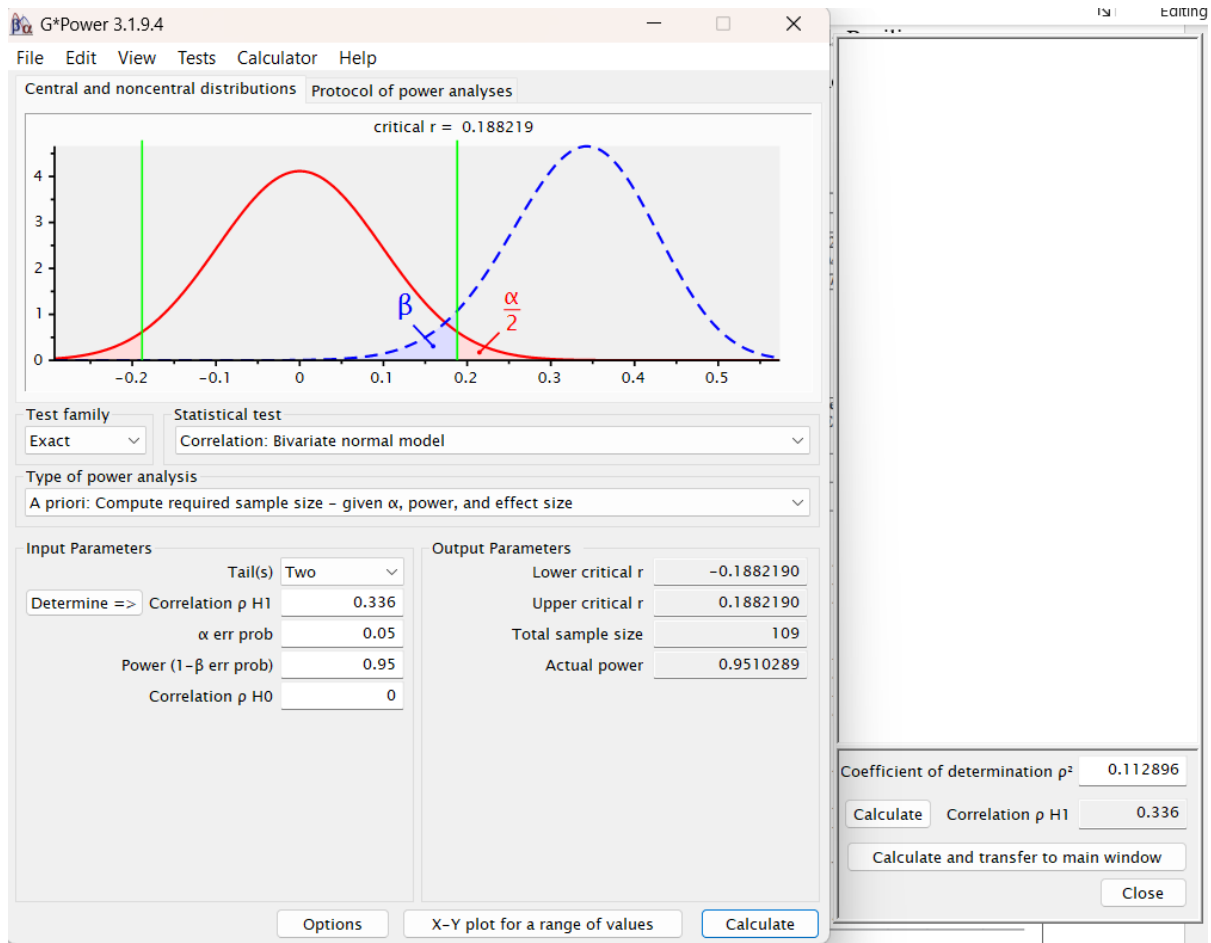 G*Power 3.1.9.4
Editing
File Edit View Tests Calculator Help
Central and noncentral distributions Protocol of power analyses
critical r = 0.188219
4
3
2
1
0
β
α
2
-0.2 -0.1 0 0.1 0.2 0.3 0.4 0.5
Test family
Statistical test
Exact
Correlation: Bivariate normal model
Type of power analysis
A priori: Compute required sample size – given α, power, and effect size
Input Parameters
Tail(s) Two
Determine => Correlation ρ H1 0.336
α err prob 0.05
Power (1-β err prob) 0.95
Correlation ρ H0 0
Output Parameters
Lower critical r -0.1882190
Upper critical r 0.1882190
Total sample size 109
Actual power 0.9510289
Coefficient of determination ρ² 0.112896
Calculate Correlation ρ H1 0.336
Calculate and transfer to main window
Close
Options X-Y plot for a range of values Calculate